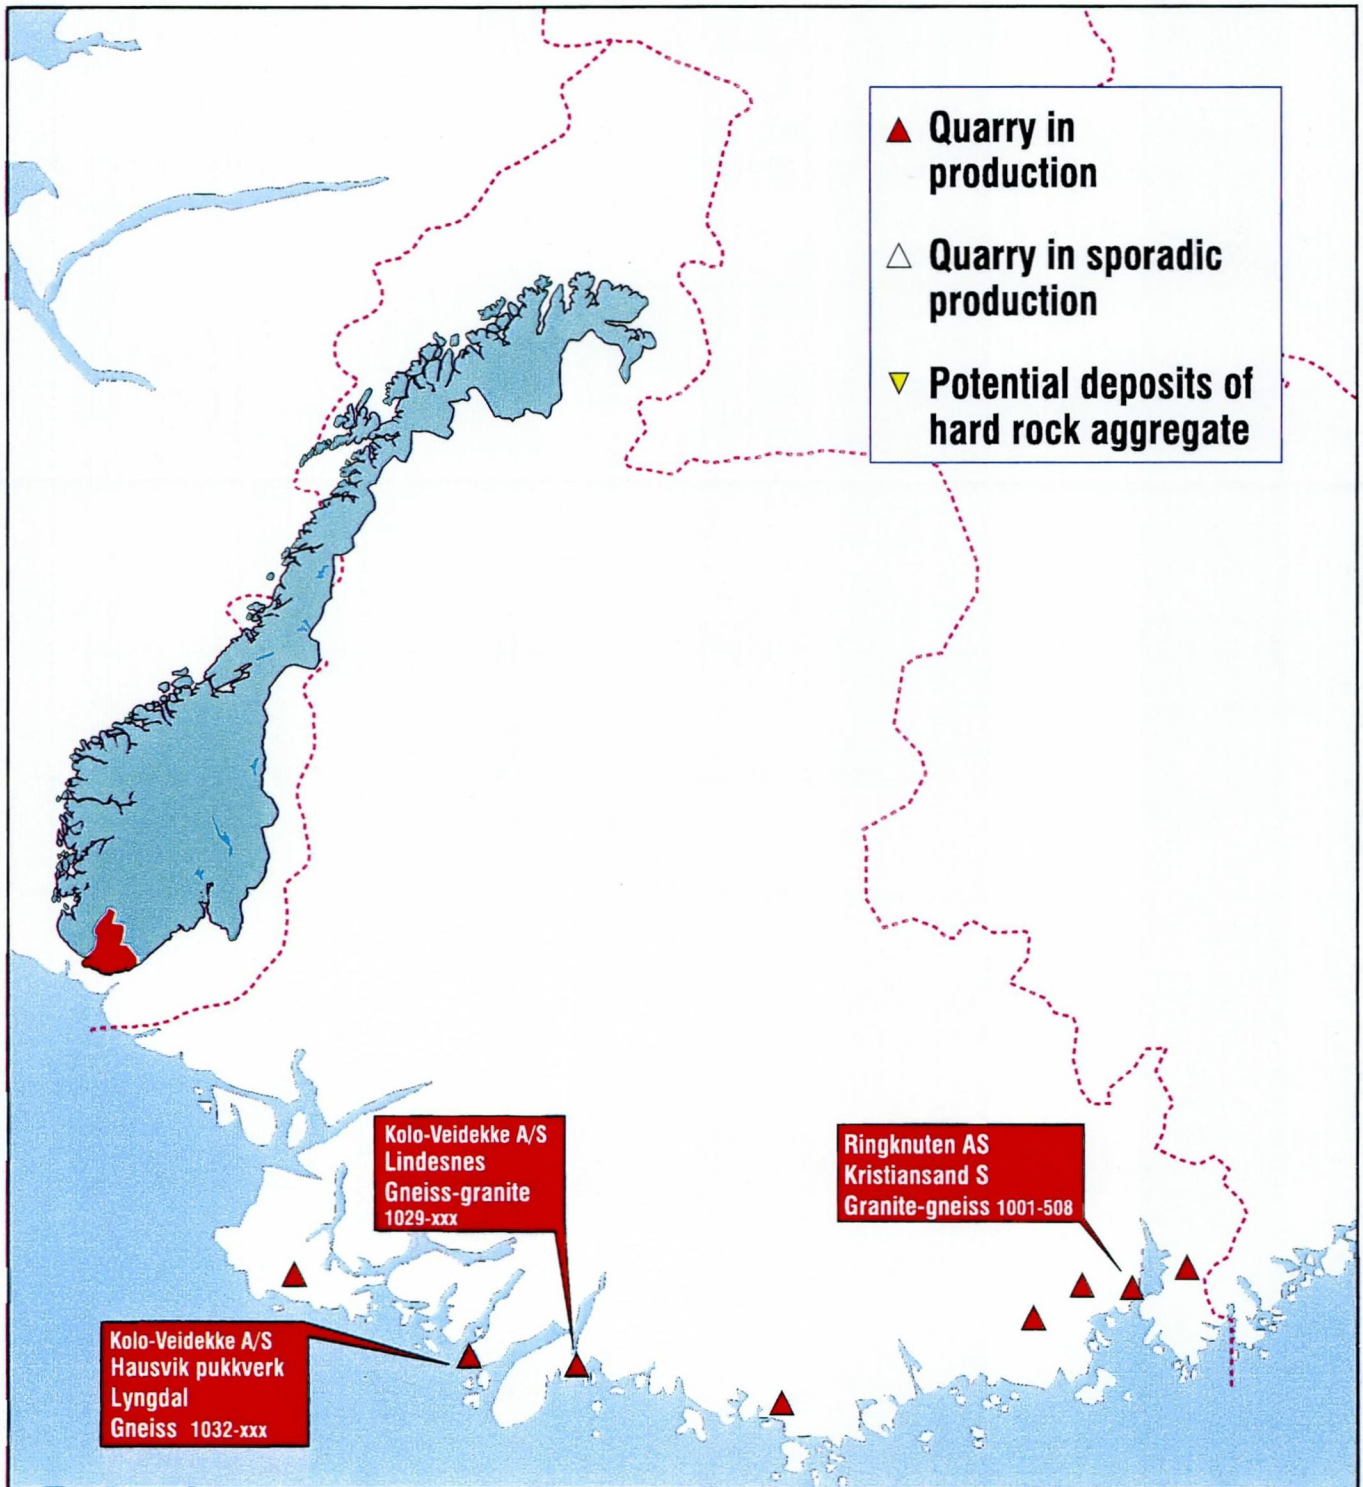 Quarry in
production
Quarry in sporadic
production
Potential deposits of
hard rock aggregate
Kolo-Veidekke A/S
Lindesnes
Gneiss-granite
1029-xxx
Ringknuten AS
Kristiansand S
Granite-gneiss 1001-508
Kolo-Veidekke A/S
Hausvik pukkverk
Lyngdal
Gneiss 1032-xxx